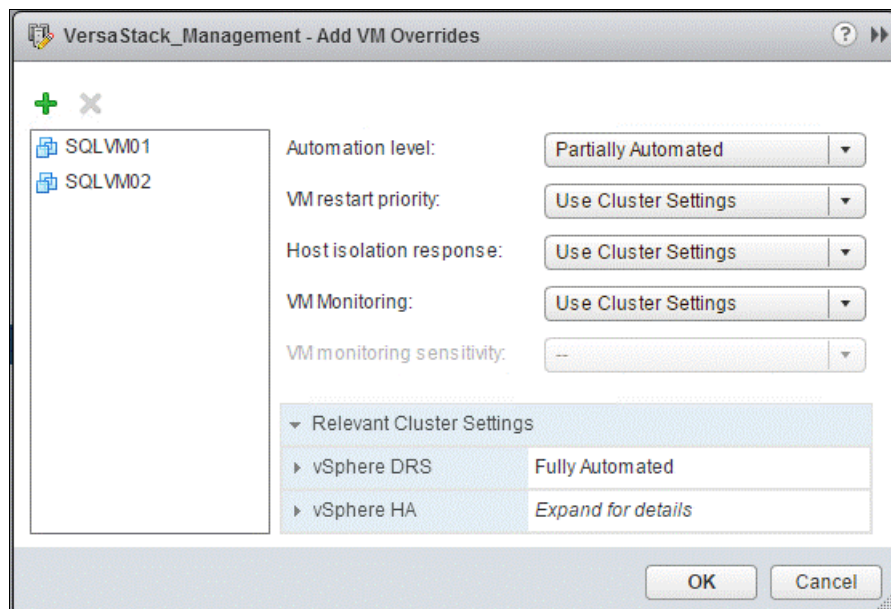 VersaStack_Management - Add VM Overrides
SQLVM01
SQLVM02
Automation level: Partially Automated
VM restart priority: Use Cluster Settings
Host isolation response: Use Cluster Settings
VM Monitoring: Use Cluster Settings
VM monitoring sensitivity: --
Relevant Cluster Settings
vSphere DRS Fully Automated
vSphere HA Expand for details
OK Cancel